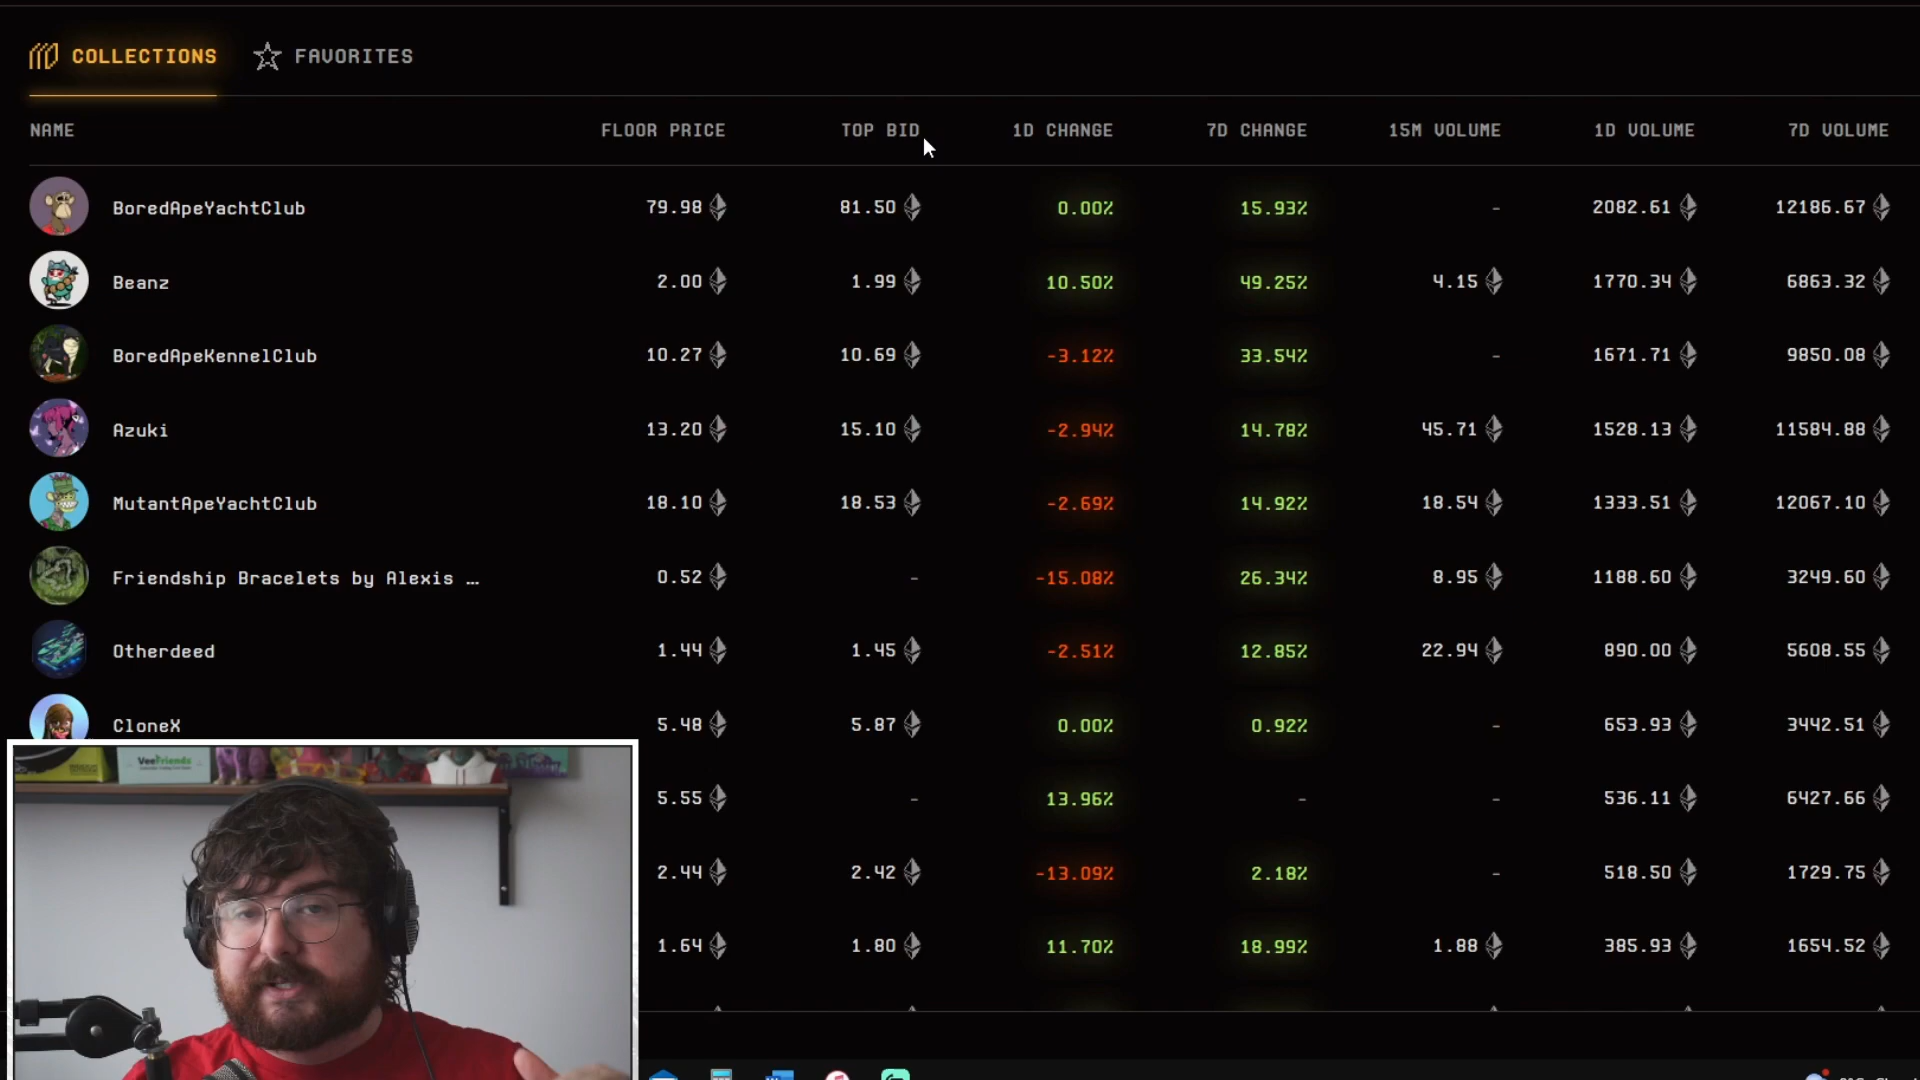 COLLECTIONS FAVORITES
NAME FLOOR PRICE TOP BID 1D CHANGE 7D CHANGE 15M VOLUME 1D VOLUME 7D VOLUME
BoredApeYachtClub 79.98 81.50 0.00% 15.93% - 2082.61 12186.67
Beanz 2.00 1.99 10.50% 49.25% 4.15 1770.34 6863.32
BoredApeKennelClub 10.27 10.69 -3.12% 33.54% - 1671.71 9850.08
Azuki 13.20 15.10 -2.94% 14.78% 45.71 1528.13 11584.88
MutantApeYachtClub 18.10 18.53 -2.69% 14.92% 18.54 1333.51 12067.10
Friendship Bracelets by Alexis … 0.52 - -15.08% 26.34% 8.95 1188.60 3249.60
Otherdeed 1.44 1.45 -2.51% 12.85% 22.94 890.00 5608.55
CloneX 5.48 5.87 0.00% 0.92% - 653.93 3442.51
VeeFriends
5.55 - 13.96% - - 536.11 6427.66
2.44 2.42 -13.09% 2.18% - 518.50 1729.75
1.64 1.80 11.70% 18.99% 1.88 385.93 1654.52